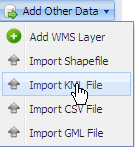 Add Other Data
Add WMS Layer
Import Shapefile
Import KML File
Import CSV File
Import GML File